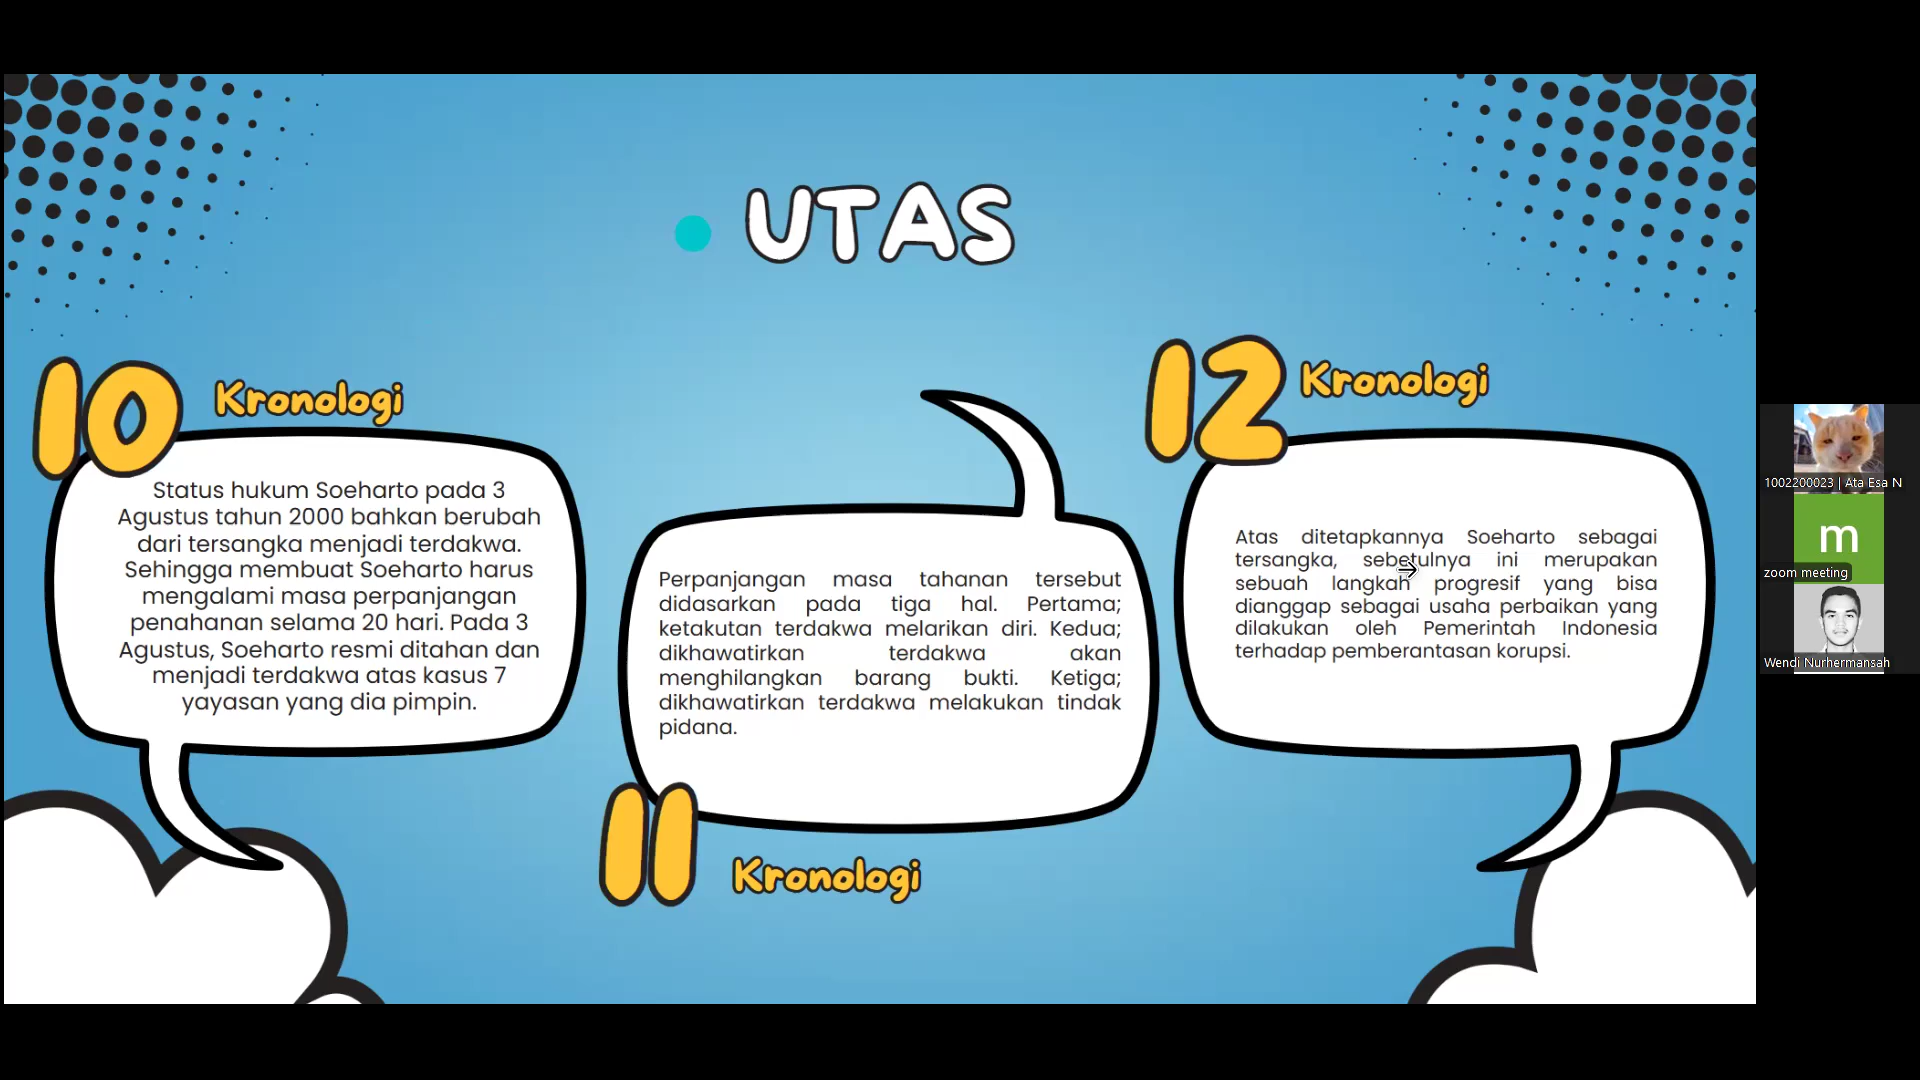 UTAS
10
Kronologi
Status hukum Soeharto pada 3
Agustus tahun 2000 bahkan berubah
dari tersangka menjadi terdakwa.
Sehingga membuat Soeharto harus
mengalami masa perpanjangan
penahanan selama 20 hari. Pada 3
Agustus, Soeharto resmi ditahan dan
menjadi terdakwa atas kasus 7
yayasan yang dia pimpin.
Perpanjangan masa tahanan tersebut
didasarkan pada tiga hal. Pertama;
ketakutan terdakwa melarikan diri. Kedua;
dikhawatirkan terdakwa akan
menghilangkan barang bukti. Ketiga;
dikhawatirkan terdakwa melakukan tindak
pidana.
11
Kronologi
12
Kronologi
Atas ditetapkannya Soeharto sebagai
tersangka, sebetulnya ini merupakan
sebuah langkah progresif yang bisa
dianggap sebagai usaha perbaikan yang
dilakukan oleh Pemerintah Indonesia
terhadap pemberantasan korupsi.
1002200023 | Ata Esa N
m
zoom meeting
Wendi Nurhermansah